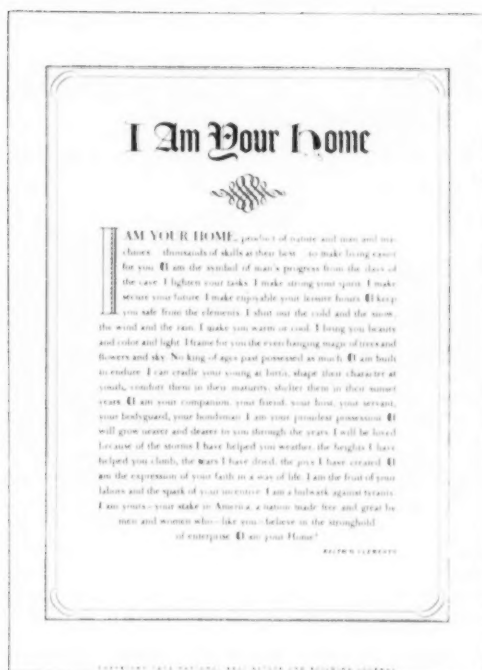 I Am Your Home
I AM YOUR HOME, product of nature and man and ma-
chines thousands of skills at their best to make living easier
for you. I am the symbol of man's progress from the days of
the cave. I lighten your tasks. I make strong your spirit. I make
secure your future. I make enjoyable your leisure hours. I keep
you safe from the elements. I shut out the cold and the snow,
the wind and the rain. I make you warm or cool. I bring you beauty
and color and light. I frame for you the ever changing magic of trees and
flowers and sky. No king of ages past possessed as much. I am built
to endure. I can cradle your young at birth, shape their character at
youth, comfort them in their maturity, shelter them in their sunset
years. I am your companion, your friend, your host, your servant,
your bodyguard, your bondsman. I am your proudest possession. I
will grow nearer and dearer to you through the years. I will be loved
because of the storms I have helped you weather, the heights I have
helped you climb, the tears I have dried, the joys I have created. I
am the expression of your faith in a way of life. I am the fruit of your
labors and the spark of your incentive. I am a bulwark against tyranny.
I am yours—your stake in America, a nation made free and great by
men and women who—like you—believe in the stronghold
of enterprise. I am your Home!
RALPH N. CLEMENTS